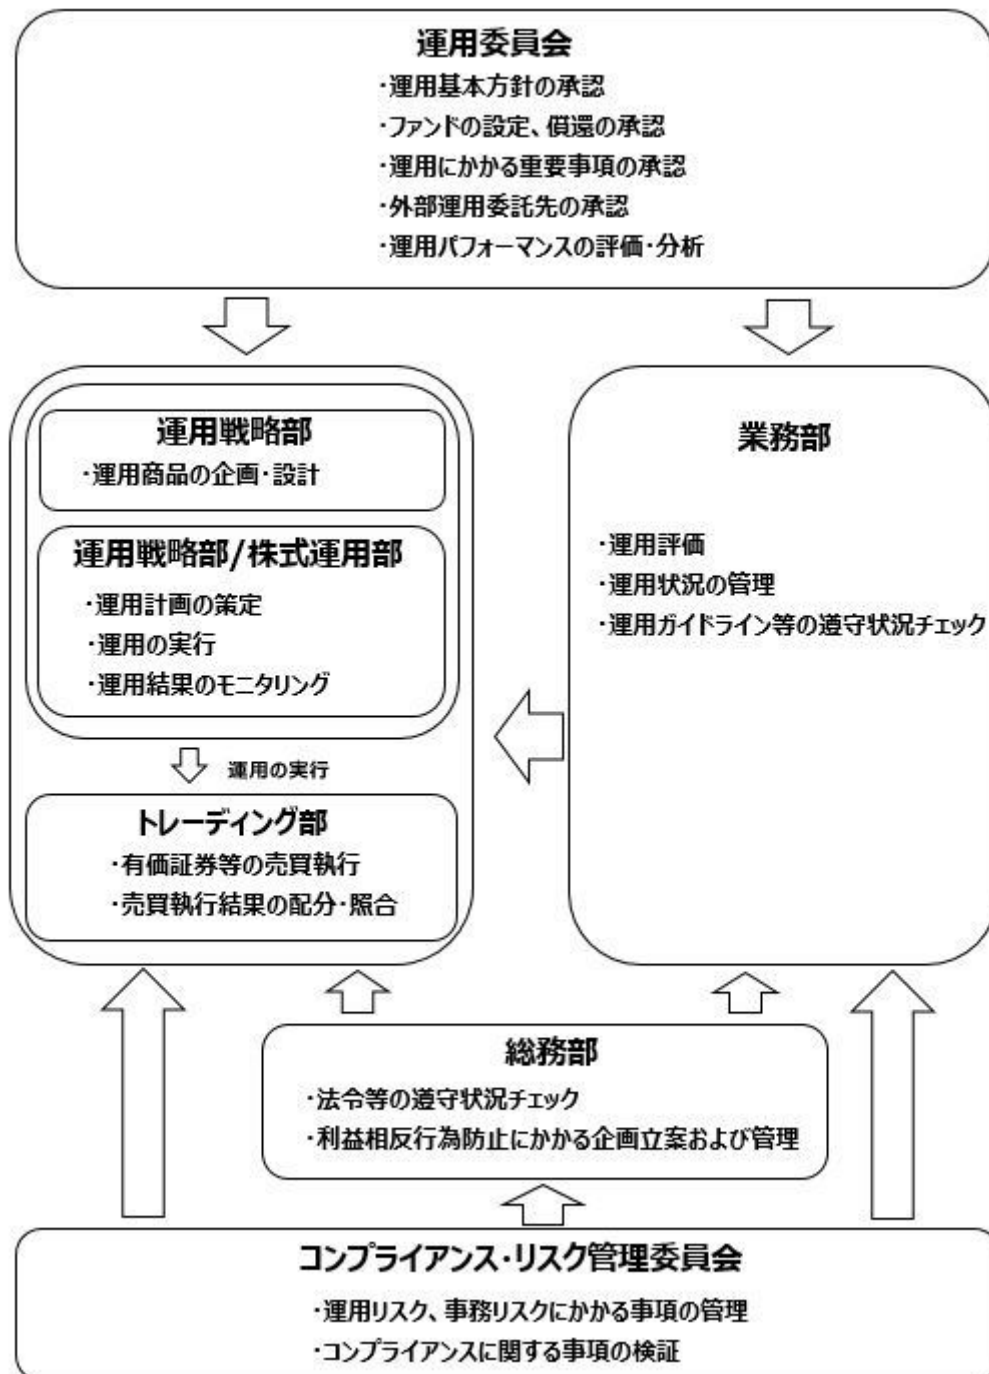 運用委員会
・運用基本方針の承認
・ファンドの設定、償還の承認
・運用にかかる重要事項の承認
・外部運用委託先の承認
・運用パフォーマンスの評価・分析
運用戦略部
・運用商品の企画・設計
運用戦略部/株式運用部
・運用計画の策定
・運用の実行
・運用結果のモニタリング
運用の実行
トレーディング部
・有価証券等の売買執行
・売買執行結果の配分・照合
業務部
・運用評価
・運用状況の管理
・運用ガイドライン等の遵守状況チェック
総務部
・法令等の遵守状況チェック
・利益相反行為防止にかかる企画立案および管理
コンプライアンス・リスク管理委員会
・運用リスク、事務リスクにかかる事項の管理
・コンプライアンスに関する事項の検証